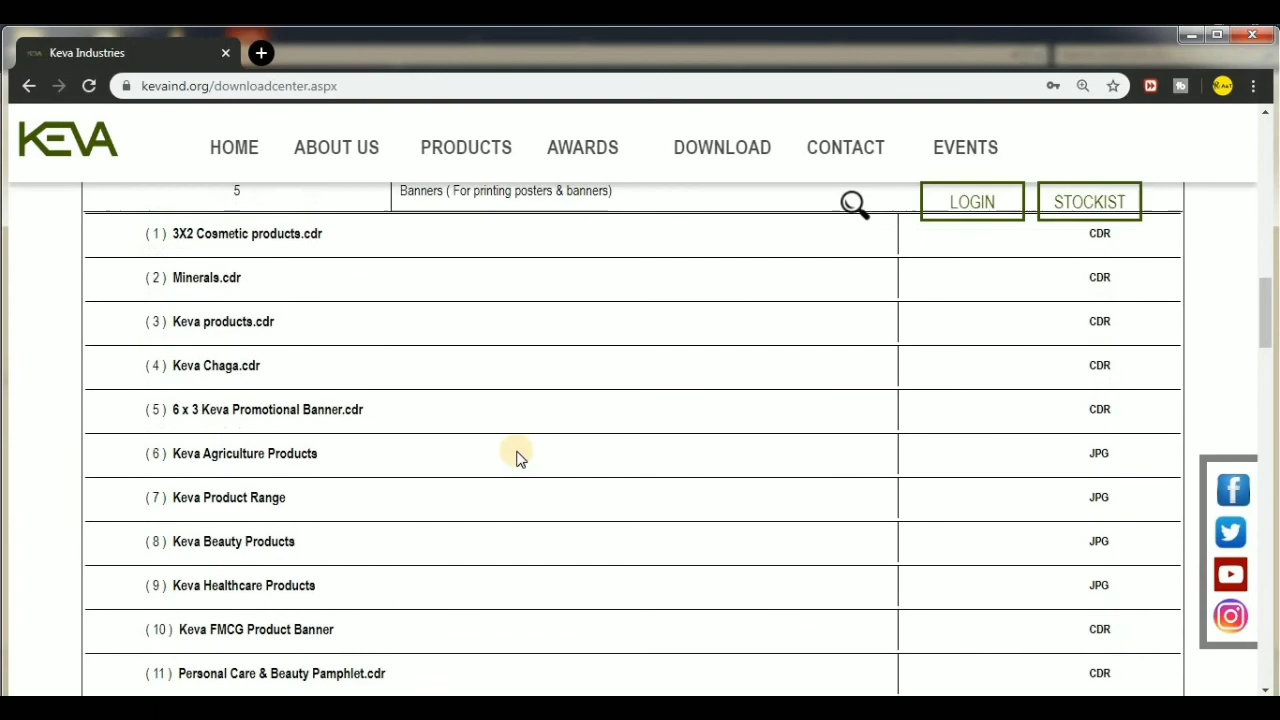 Keva Industries
kevaind.org/downloadcenter.aspx
KEVA
HOME ABOUT US PRODUCTS AWARDS DOWNLOAD CONTACT EVENTS
5 Banners ( For printing posters & banners)
LOGIN STOCKIST
( 1 ) 3X2 Cosmetic products.cdr CDR
( 2 ) Minerals.cdr CDR
( 3 ) Keva products.cdr CDR
( 4 ) Keva Chaga.cdr CDR
( 5 ) 6 x 3 Keva Promotional Banner.cdr CDR
( 6 ) Keva Agriculture Products JPG
( 7 ) Keva Product Range JPG
( 8 ) Keva Beauty Products JPG
( 9 ) Keva Healthcare Products JPG
( 10 ) Keva FMCG Product Banner CDR
( 11 ) Personal Care & Beauty Pamphlet.cdr CDR